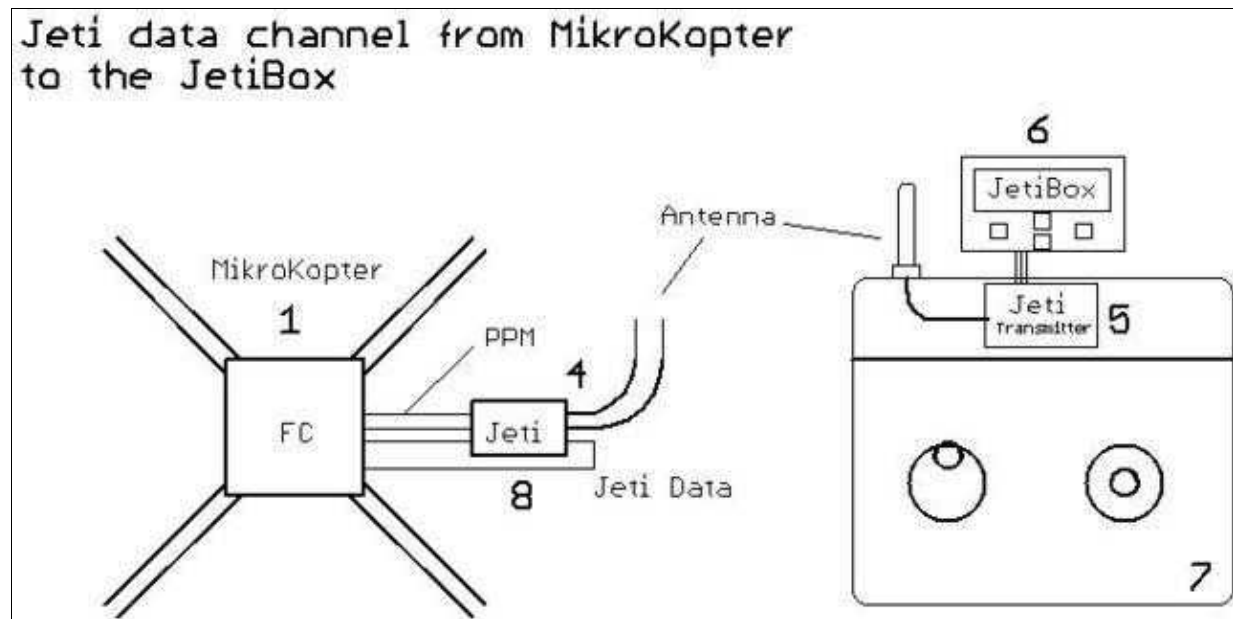 Jeti data channel from MikroKopter
to the JetiBox
6
JetiBox
Antenna
MikroKopter
1
Jeti
Transmitter
5
PPM
4
FC
Jeti
8
Jeti Data
7